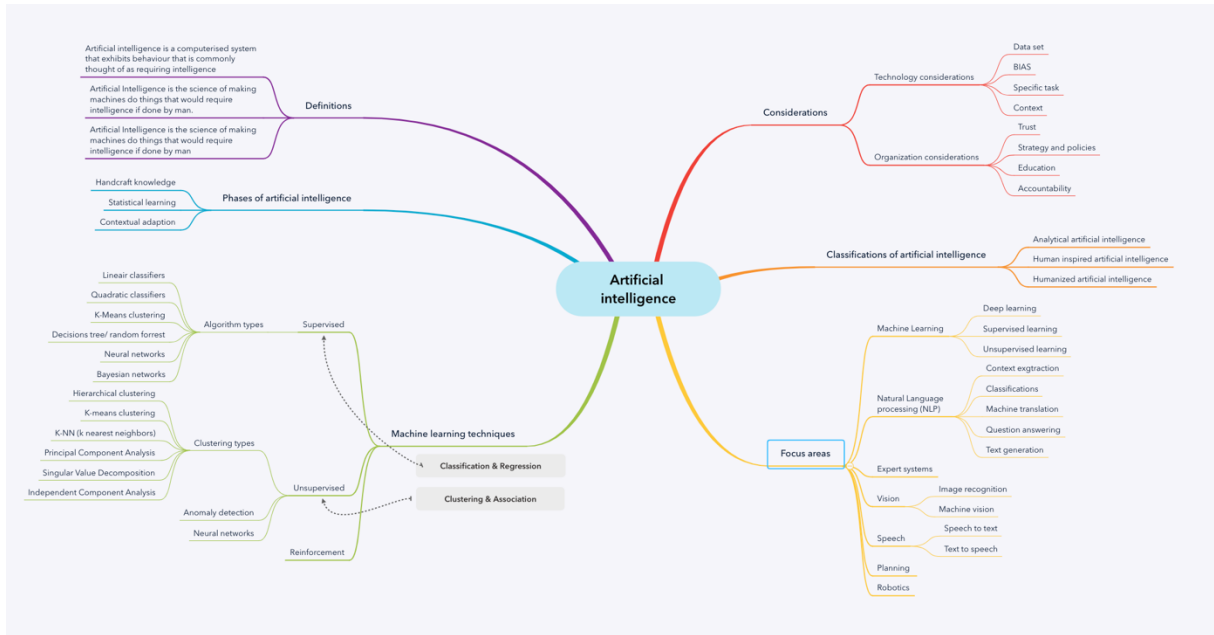 Artificial intelligence is a computerised system
that exhibits behaviour that is commonly
thought of as requiring intelligence
Artificial Intelligence is the science of making
machines do things that would require
intelligence if done by man.
Artificial Intelligence is the science of making
machines do things that would require
intelligence if done by man
Definitions
Handcraft knowledge
Statistical learning
Contextual adaption
Phases of artificial intelligence
Lineair classifiers
Quadratic classifiers
K-Means clustering
Decisions tree/ random forrest
Neural networks
Bayesian networks
Algorithm types
Supervised
Hierarchical clustering
K-means clustering
K-NN (k nearest neighbors)
Principal Component Analysis
Singular Value Decomposition
Independent Component Analysis
Clustering types
Anomaly detection
Neural networks
Unsupervised
Reinforcement
Machine learning techniques
Classification & Regression
Clustering & Association
Artificial
intelligence
Considerations
Technology considerations
Data set
BIAS
Specific task
Context
Organization considerations
Trust
Strategy and policies
Education
Accountability
Classifications of artificial intelligence
Analytical artificial intelligence
Human inspired artificial intelligence
Humanized artificial intelligence
Focus areas
Machine Learning
Deep learning
Supervised learning
Unsupervised learning
Natural Language
processing (NLP)
Context exgtraction
Classifications
Machine translation
Question answering
Text generation
Expert systems
Vision
Image recognition
Machine vision
Speech
Speech to text
Text to speech
Planning
Robotics